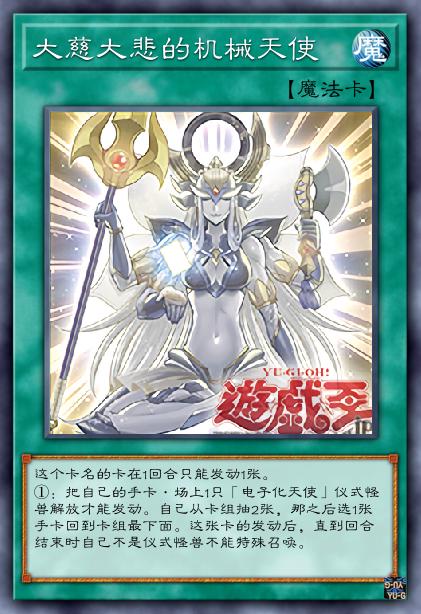 大慈大悲的机械天使
魔
【魔法卡】
YU-GI-OH!
遊戯王
这个卡名的卡在1回合只能发动1张。
①：把自己的手卡·场上1只「电子化天使」仪式怪
兽解放才能发动。自己从卡组抽2张，那之后选1张
手卡回到卡组最下面。这张卡的发动后，直到回合
结束时自己不是仪式怪兽不能特殊召唤。